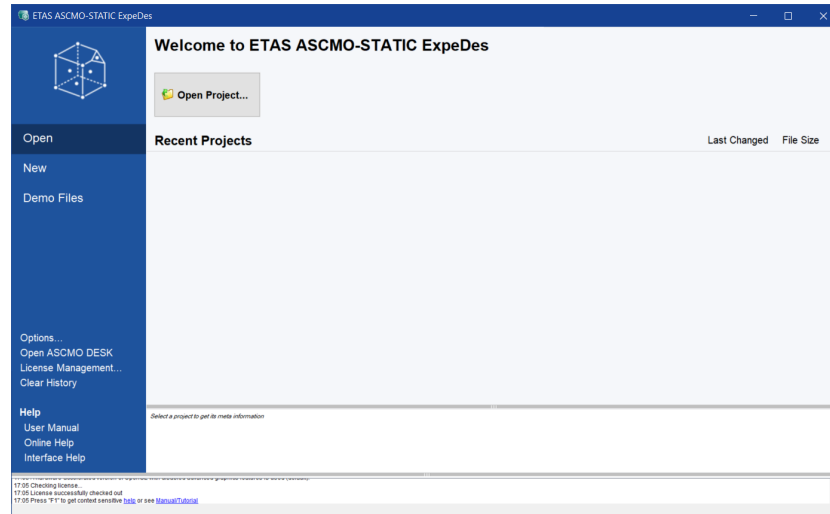 ETAS ASCMO-STATIC ExpeDes
Welcome to ETAS ASCMO-STATIC ExpeDes
Open Project...
Open
Recent Projects Last Changed File Size
New
Demo Files
Options...
Open ASCMO DESK
License Management...
Clear History
Help
User Manual
Online Help
Interface Help
Select a project to get its meta information
17:05 Checking license...
17:05 License successfully checked out
17:05 Press "F1" to get context sensitive help or see Manual/Tutorial